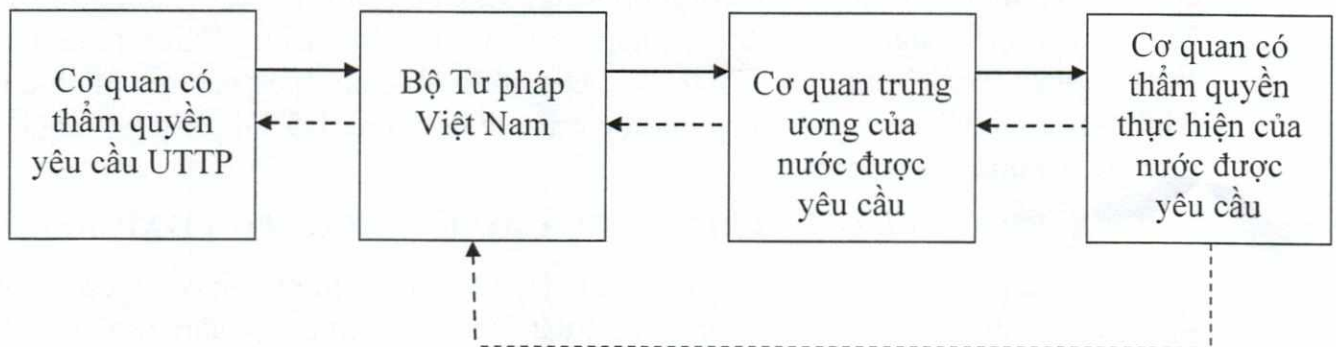 Cơ quan có
thẩm quyền
yêu cầu UTTP
Bộ Tư pháp
Việt Nam
Cơ quan trung
ương của
nước được
yêu cầu
Cơ quan có
thẩm quyền
thực hiện của
nước được
yêu cầu